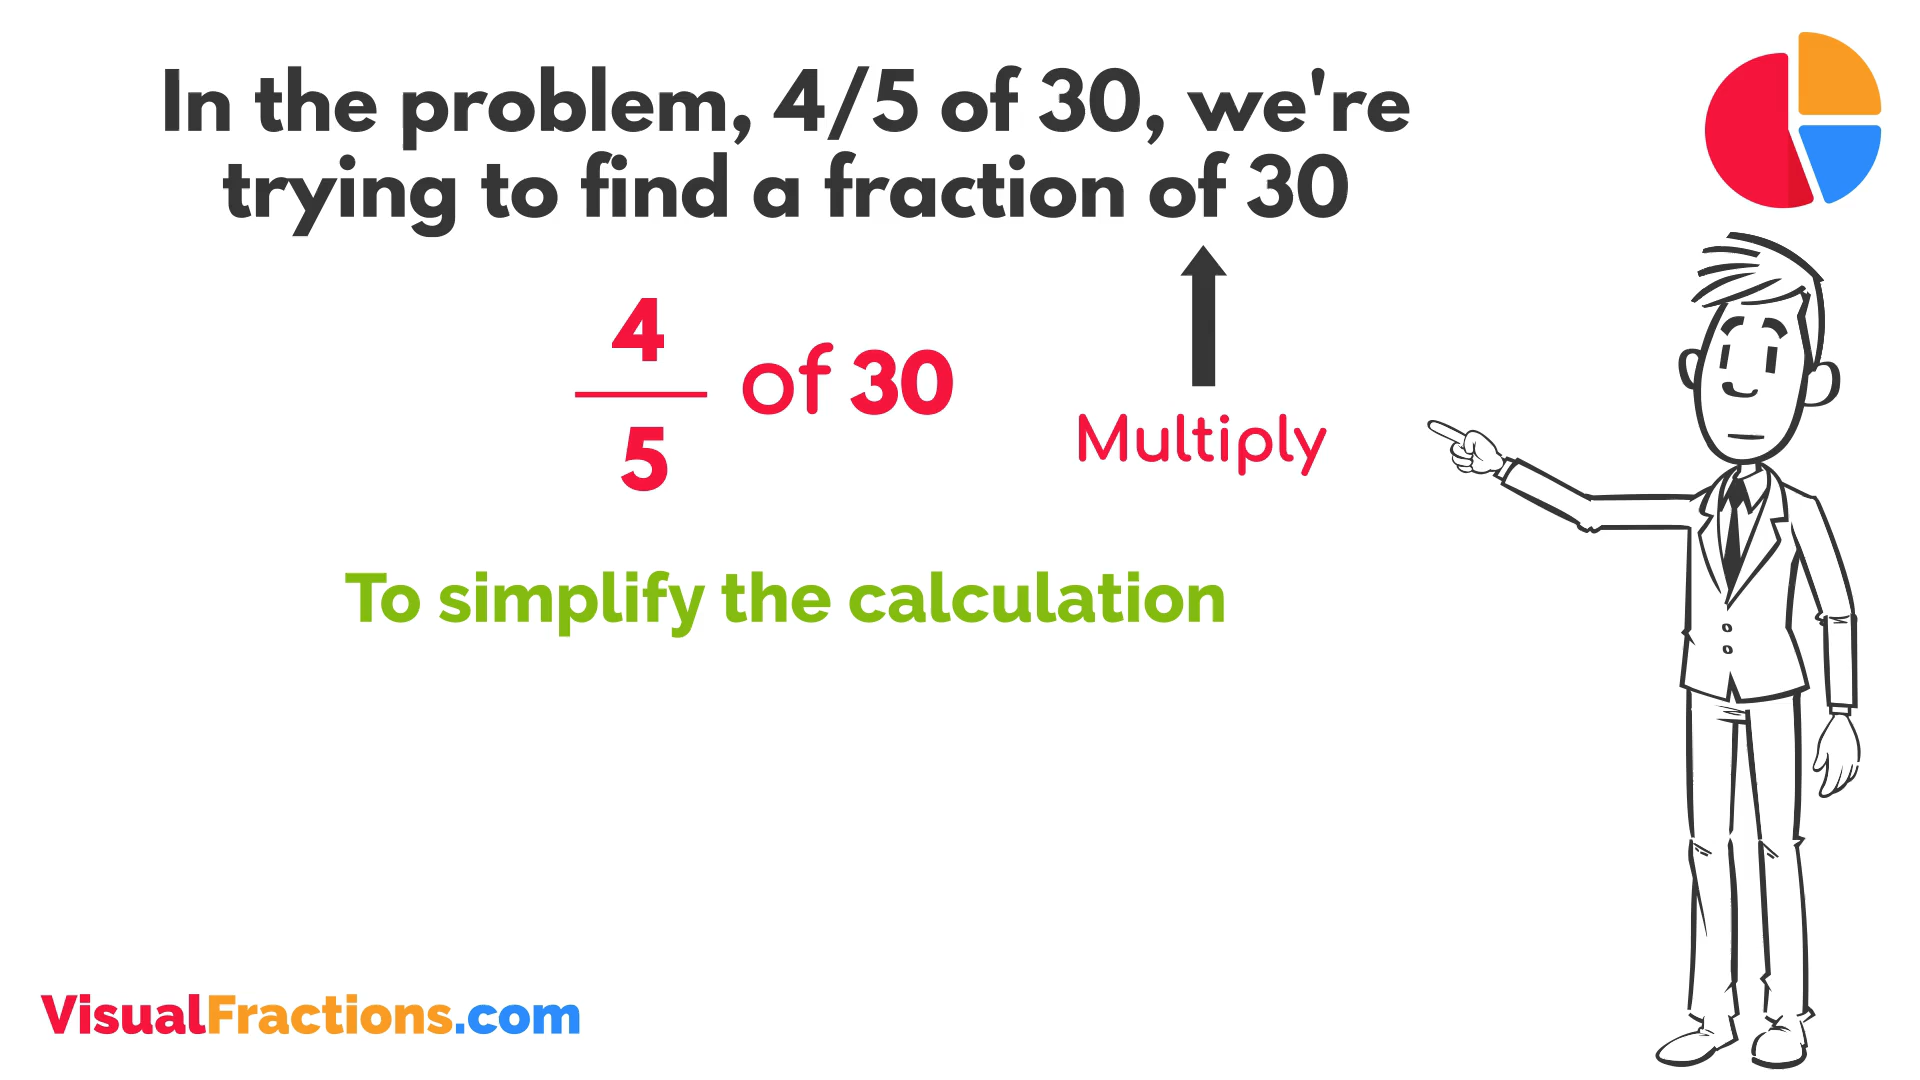 In the problem, 4/5 of 30, we're
trying to find a fraction of 30
4
of 30
5
Multiply
To simplify the calculation
VisualFractions.com